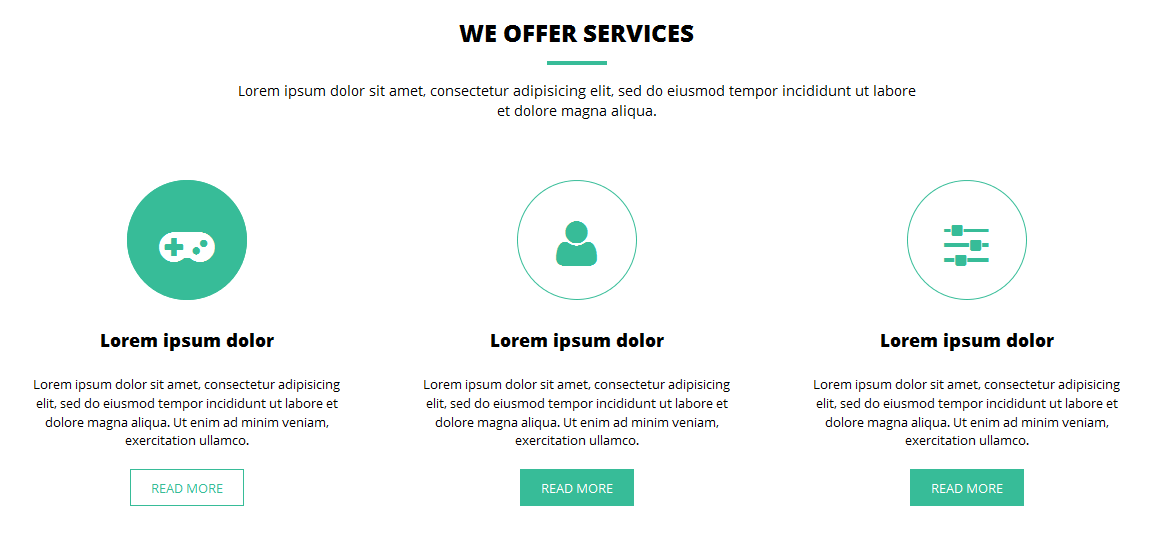 WE OFFER SERVICES
Lorem ipsum dolor sit amet, consectetur adipisicing elit, sed do eiusmod tempor incididunt ut labore
et dolore magna aliqua.
Lorem ipsum dolor
Lorem ipsum dolor sit amet, consectetur adipisicing
elit, sed do eiusmod tempor incididunt ut labore et
dolore magna aliqua. Ut enim ad minim veniam,
exercitation ullamco.
READ MORE
Lorem ipsum dolor
Lorem ipsum dolor sit amet, consectetur adipisicing
elit, sed do eiusmod tempor incididunt ut labore et
dolore magna aliqua. Ut enim ad minim veniam,
exercitation ullamco.
READ MORE
Lorem ipsum dolor
Lorem ipsum dolor sit amet, consectetur adipisicing
elit, sed do eiusmod tempor incididunt ut labore et
dolore magna aliqua. Ut enim ad minim veniam,
exercitation ullamco.
READ MORE